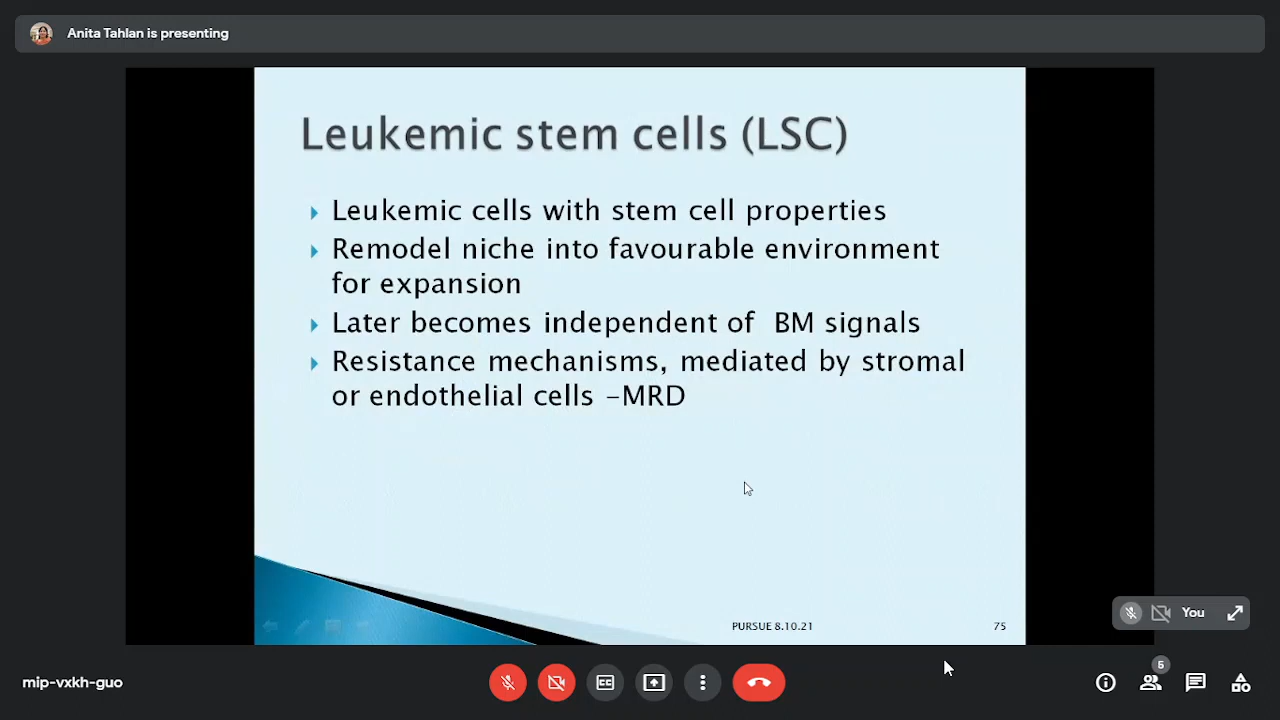 Anita Tahlan is presenting
Leukemic stem cells (LSC)
Leukemic cells with stem cell properties
Remodel niche into favourable environment
for expansion
Later becomes independent of BM signals
Resistance mechanisms, mediated by stromal
or endothelial cells -MRD
PURSUE 8.10.21
75
You
mip-vxkh-guo
CC
5